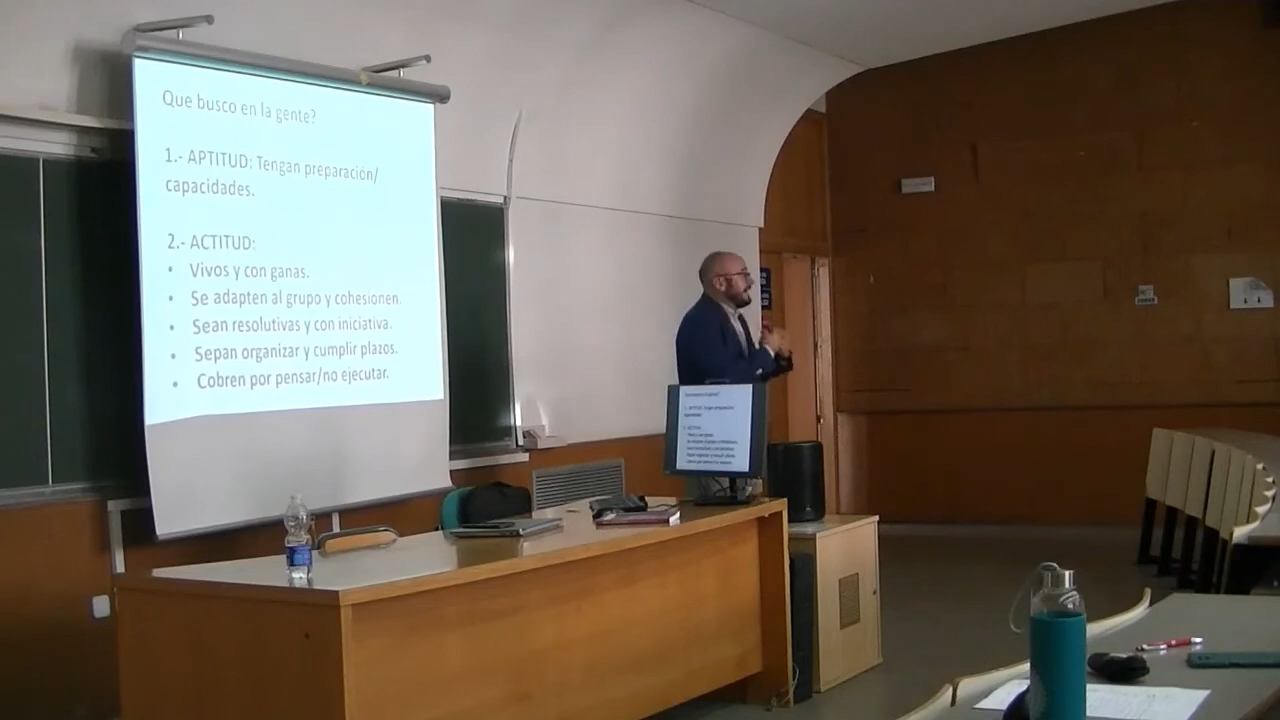 Que busco en la gente?
1.- APTITUD: Tengan preparación/
capacidades.
2.- ACTITUD:
• Vivos y con ganas.
• Se adapten al grupo y cohesionen.
• Sean resolutivas y con iniciativa.
• Sepan organizar y cumplir plazos.
• Cobren por pensar/no ejecutar.